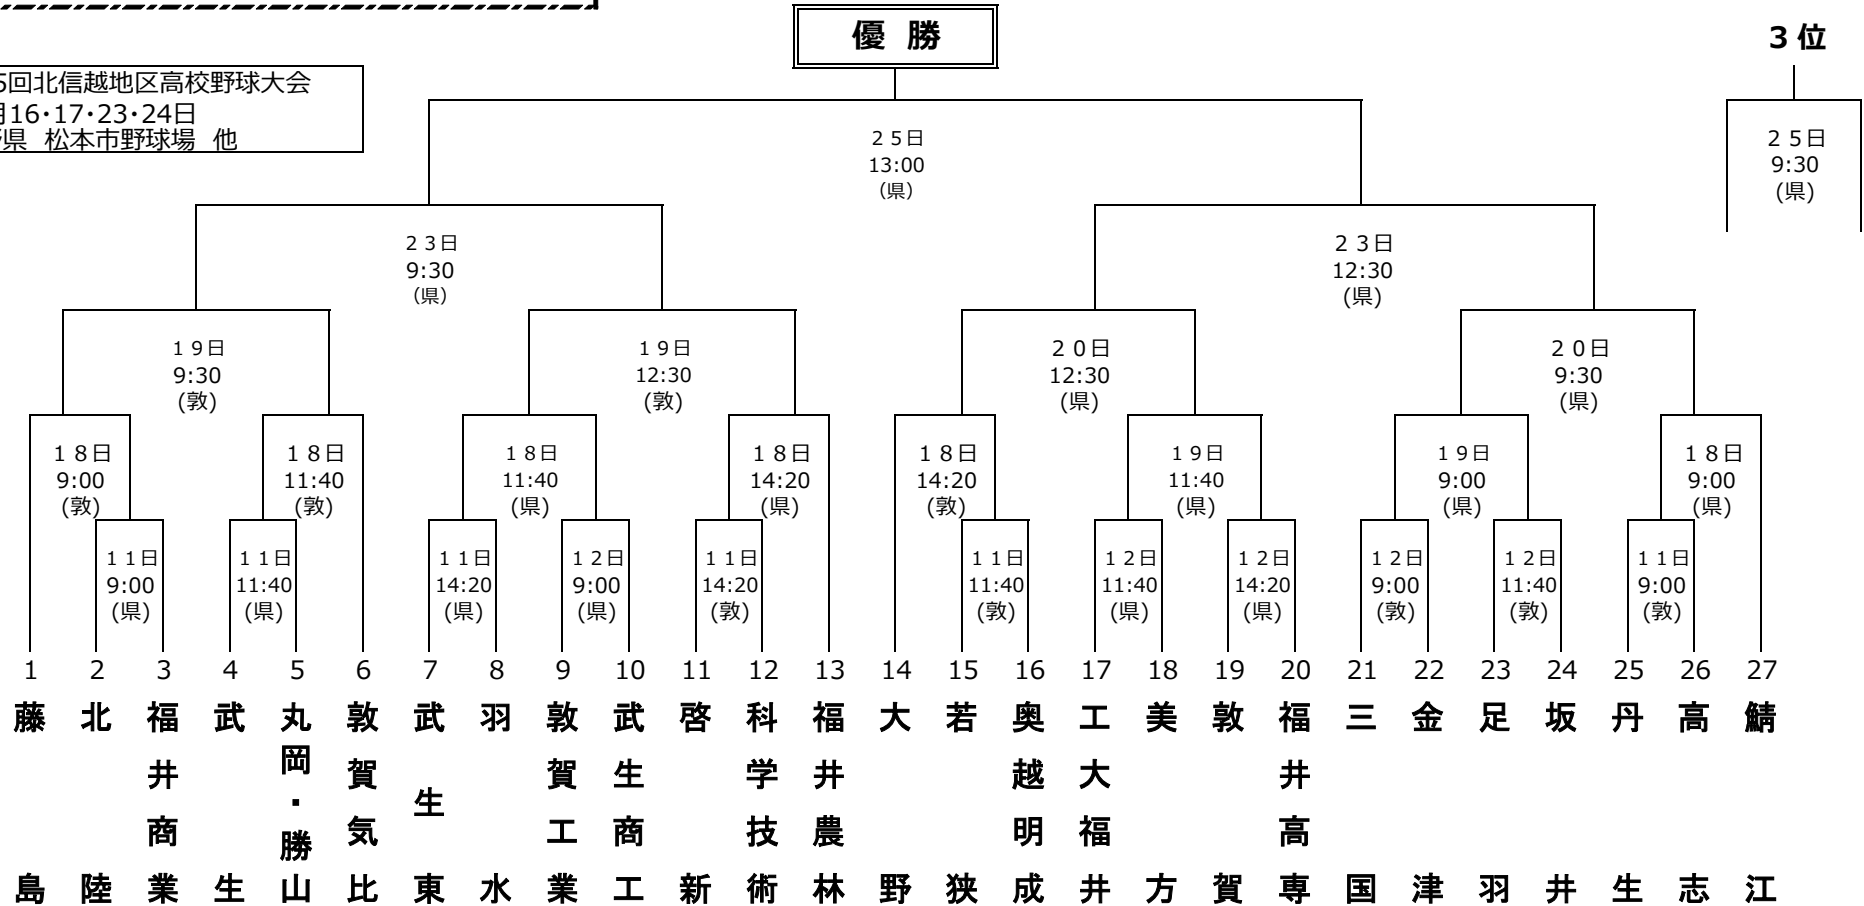 優 勝
３位
5回北信越地区高校野球大会
月16・17・23・24日
県 松本市野球場 他
２５日
13:00
（県）
２５日
9:30
(県)
２３日
9:30
（県）
２３日
12:30
(県)
１９日
9:30
(敦)
１９日
12:30
(敦)
２０日
12:30
(県)
２０日
9:30
(県)
１８日
9:00
(敦)
１８日
11:40
(敦)
１８日
11:40
(県)
１８日
14:20
(県)
１８日
14:20
(敦)
１９日
11:40
(県)
１９日
9:00
(県)
１８日
9:00
(県)
１１日
9:00
(県)
１１日
11:40
(県)
１１日
14:20
(県)
１２日
9:00
(県)
１１日
14:20
(敦)
１１日
11:40
(敦)
１２日
11:40
(県)
１２日
14:20
(県)
１２日
9:00
(敦)
１２日
11:40
(敦)
１１日
9:00
(敦)
1 2 3 4 5 6 7 8 9 10 11 12 13 14 15 16 17 18 19 20 21 22 23 24 25 26 27
藤島
北陸
福井商業
武生
丸岡・勝山
敦賀気比
武生東
羽水
敦賀工業
武生商工
啓新
科学技術
福井農林
大野
若狭
奥越明成
工大福井
美方
敦賀
福井高専
三国
金津
足羽
坂井
丹生
高志
鯖江